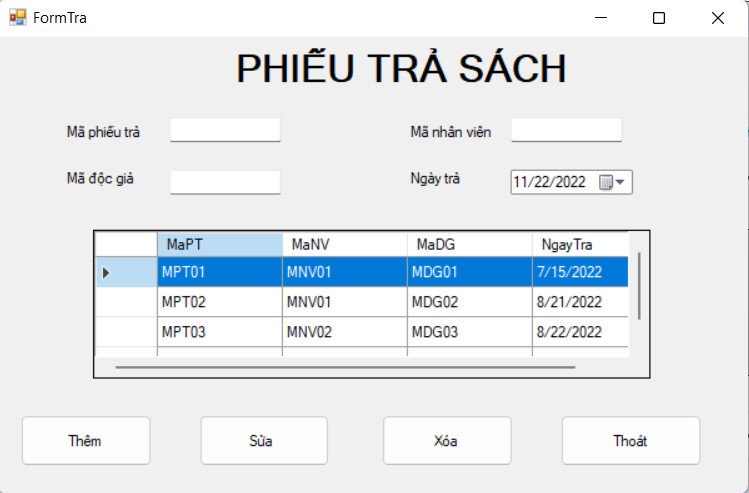 FormTra
PHIẾU TRẢ SÁCH
Mã phiếu trả Mã nhân viên
Mã độc giả Ngày trả 11/22/2022
MaPT MaNV MaDG NgayTra
MPT01 MNV01 MDG01 7/15/2022
MPT02 MNV01 MDG02 8/21/2022
MPT03 MNV02 MDG03 8/22/2022
Thêm Sửa Xóa Thoát